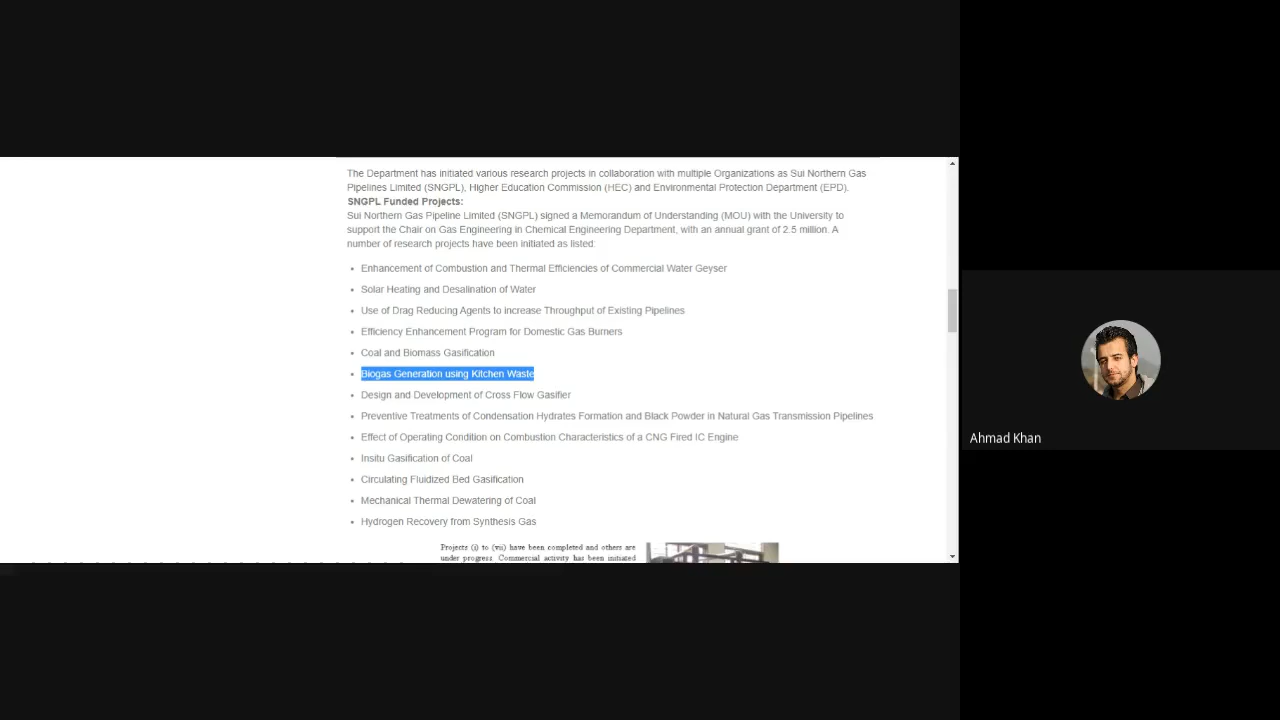 The Department has initiated various research projects in collaboration with multiple Organizations as Sui Northern Gas
Pipelines Limited (SNGPL), Higher Education Commission (HEC) and Environmental Protection Department (EPD).
SNGPL Funded Projects:
Sui Northern Gas Pipeline Limited (SNGPL) signed a Memorandum of Understanding (MOU) with the University to
support the Chair on Gas Engineering in Chemical Engineering Department, with an annual grant of 2.5 million. A
number of research projects have been initiated as listed:
• Enhancement of Combustion and Thermal Efficiencies of Commercial Water Geyser
• Solar Heating and Desalination of Water
• Use of Drag Reducing Agents to increase Throughput of Existing Pipelines
• Efficiency Enhancement Program for Domestic Gas Burners
• Coal and Biomass Gasification
• Biogas Generation using Kitchen Waste
• Design and Development of Cross Flow Gasifier
• Preventive Treatments of Condensation Hydrates Formation and Black Powder in Natural Gas Transmission Pipelines
• Effect of Operating Condition on Combustion Characteristics of a CNG Fired IC Engine
• Insitu Gasification of Coal
• Circulating Fluidized Bed Gasification
• Mechanical Thermal Dewatering of Coal
• Hydrogen Recovery from Synthesis Gas
Projects (i) to (vii) have been completed and others are
under progress. Commercial activity has been initiated
Ahmad Khan